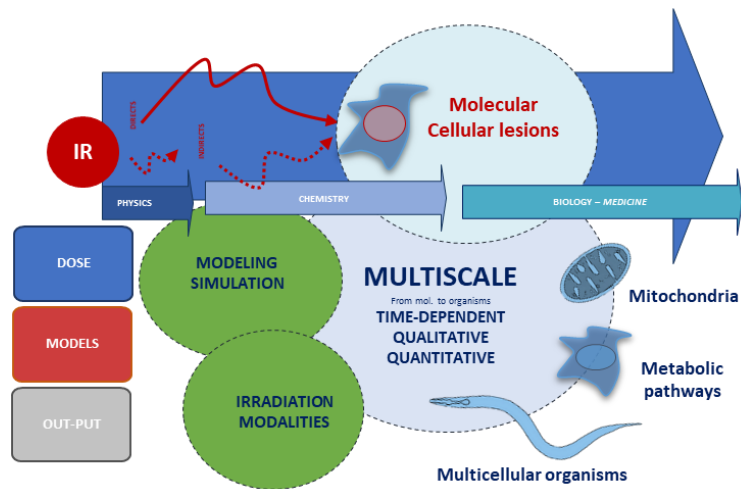 DIRECTS
INDIRECTS
IR
Molecular
Cellular lesions
PHYSICS
CHEMISTRY
BIOLOGY – MEDICINE
DOSE
MODELS
OUT-PUT
MODELING
SIMULATION
IRRADIATION
MODALITIES
MULTISCALE
From mol. to organisms
TIME-DEPENDENT
QUALITATIVE
QUANTITATIVE
Mitochondria
Metabolic
pathways
Multicellular organisms